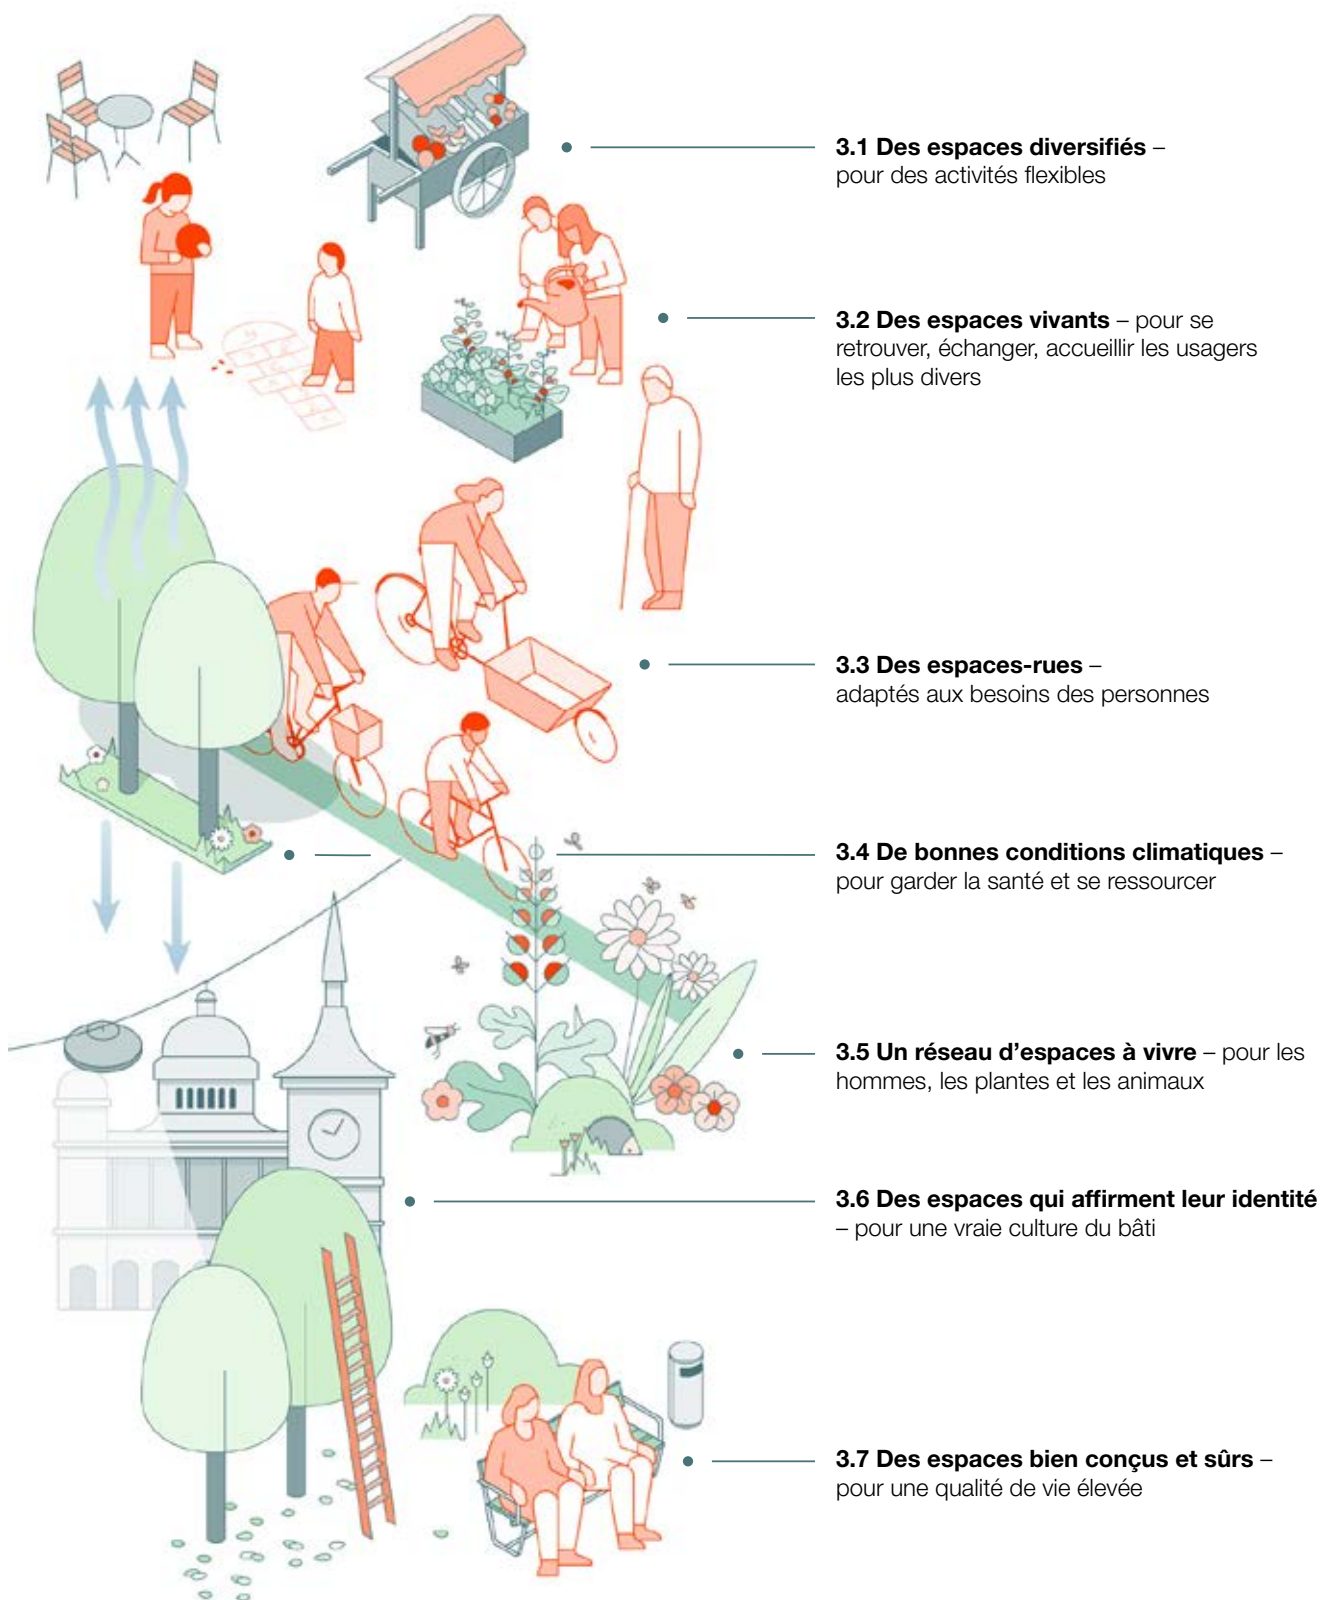 3.1 Des espaces diversifiés –
pour des activités flexibles
3.2 Des espaces vivants – pour se
retrouver, échanger, accueillir les usagers
les plus divers
3.3 Des espaces-rues –
adaptés aux besoins des personnes
3.4 De bonnes conditions climatiques –
pour garder la santé et se ressourcer
3.5 Un réseau d’espaces à vivre – pour les
hommes, les plantes et les animaux
3.6 Des espaces qui affirment leur identité
– pour une vraie culture du bâti
3.7 Des espaces bien conçus et sûrs –
pour une qualité de vie élevée